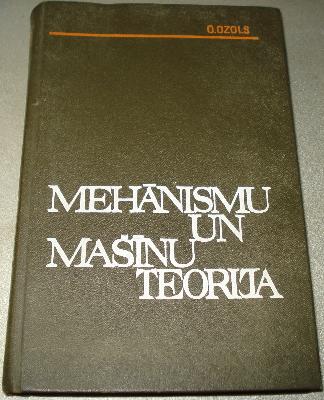 O.OZOLS
MEHĀNISMU
UN
MAŠĪNU
TEORIJA